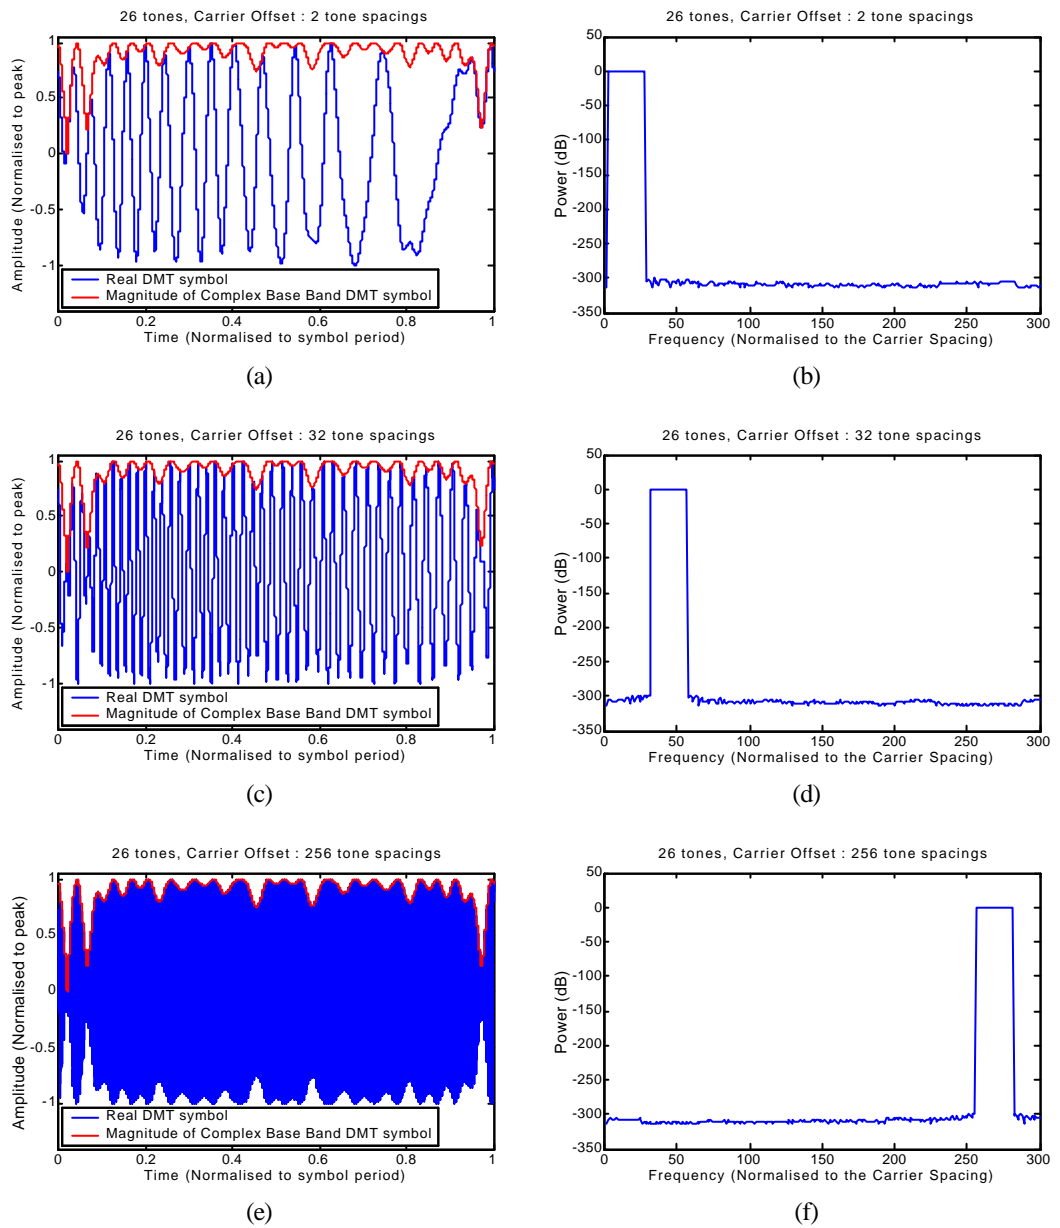 26 tones, Carrier Offset : 2 tone spacings
Amplitude (Normalised to peak)
1
0.5
0
-0.5
-1
Real DMT symbol
Magnitude of Complex Base Band DMT symbol
0 0.2 0.4 0.6 0.8 1
Time (Normalised to symbol period)
(a)
26 tones, Carrier Offset : 2 tone spacings
Power (dB)
50
0
-50
-100
-150
-200
-250
-300
-350
0 50 100 150 200 250 300
Frequency (Normalised to the Carrier Spacing)
(b)
26 tones, Carrier Offset : 32 tone spacings
Amplitude (Normalised to peak)
1
0.5
0
-0.5
-1
Real DMT symbol
Magnitude of Complex Base Band DMT symbol
0 0.2 0.4 0.6 0.8 1
Time (Normalised to symbol period)
(c)
26 tones, Carrier Offset : 32 tone spacings
Power (dB)
50
0
-50
-100
-150
-200
-250
-300
-350
0 50 100 150 200 250 300
Frequency (Normalised to the Carrier Spacing)
(d)
26 tones, Carrier Offset : 256 tone spacings
Amplitude (Normalised to peak)
1
0.5
0
-0.5
-1
Real DMT symbol
Magnitude of Complex Base Band DMT symbol
0 0.2 0.4 0.6 0.8 1
Time (Normalised to symbol period)
(e)
26 tones, Carrier Offset : 256 tone spacings
Power (dB)
50
0
-50
-100
-150
-200
-250
-300
-350
0 50 100 150 200 250 300
Frequency (Normalised to the Carrier Spacing)
(f)